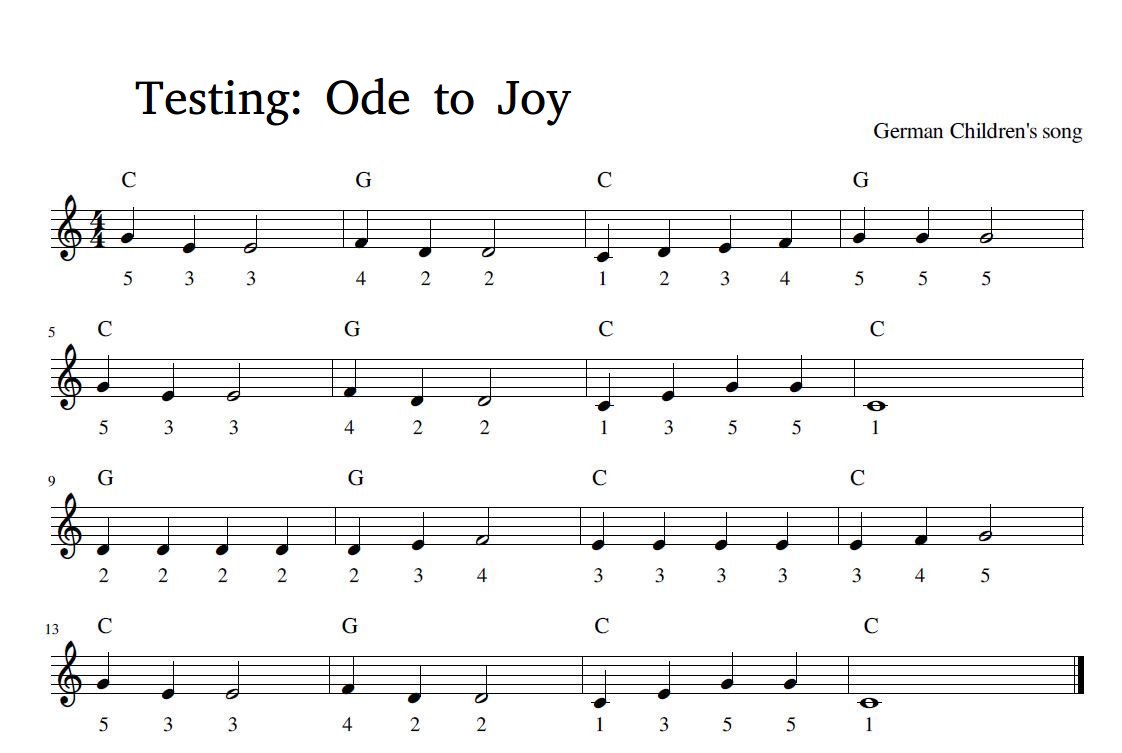 Testing: Ode to Joy
German Children's song
C G C G
4
4
5 3 3 4 2 2 1 2 3 4 5 5 5
5
C G C C
5 3 3 4 2 2 1 3 5 5 1
9
G G C C
2 2 2 2 2 3 4 3 3 3 3 3 4 5
13
C G C C
5 3 3 4 2 2 1 3 5 5 1